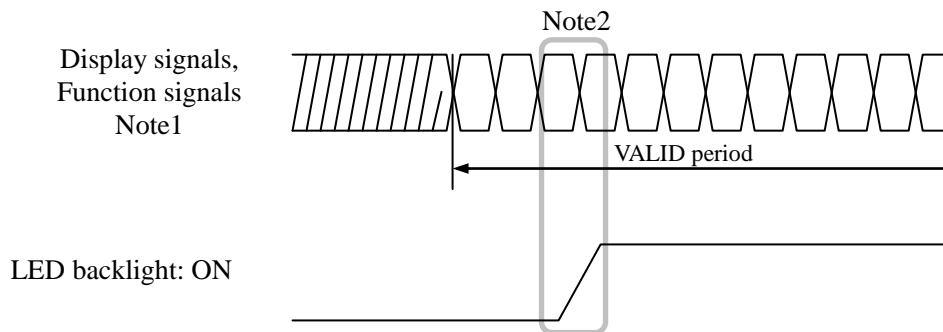 Note2
Display signals,
Function signals
Note1
VALID period
LED backlight: ON